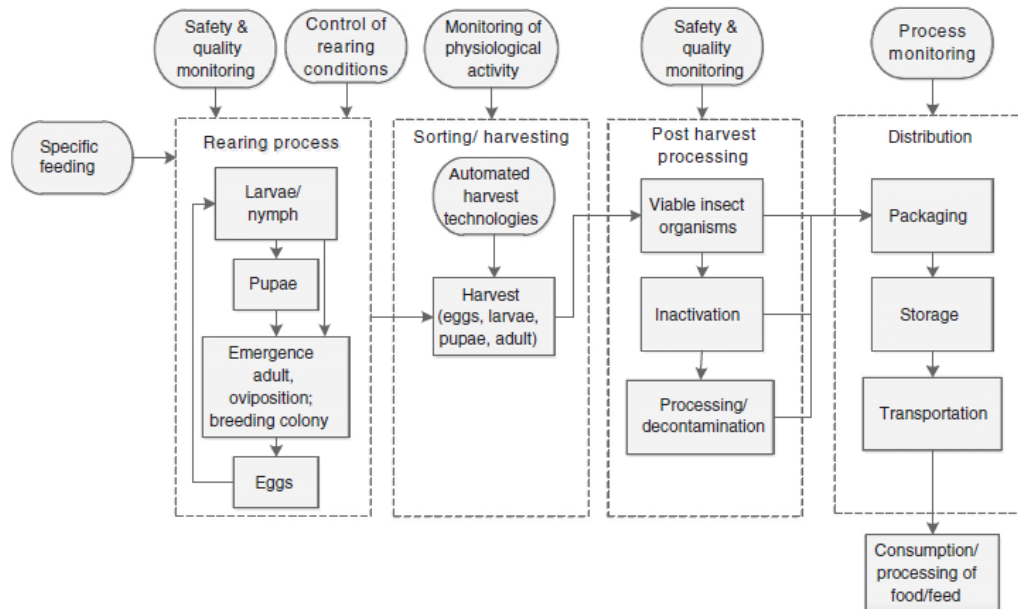 Safety &
quality
monitoring
Control of
rearing
conditions
Monitoring of
physiological
activity
Safety &
quality
monitoring
Process
monitoring
Specific
feeding
Rearing process
Larvae/
nymph
Pupae
Emergence
adult,
oviposition;
breeding colony
Eggs
Sorting/ harvesting
Automated
harvest
technologies
Harvest
(eggs, larvae,
pupae, adult)
Post harvest
processing
Viable insect
organisms
Inactivation
Processing/
decontamination
Distribution
Packaging
Storage
Transportation
Consumption/
processing of
food/feed